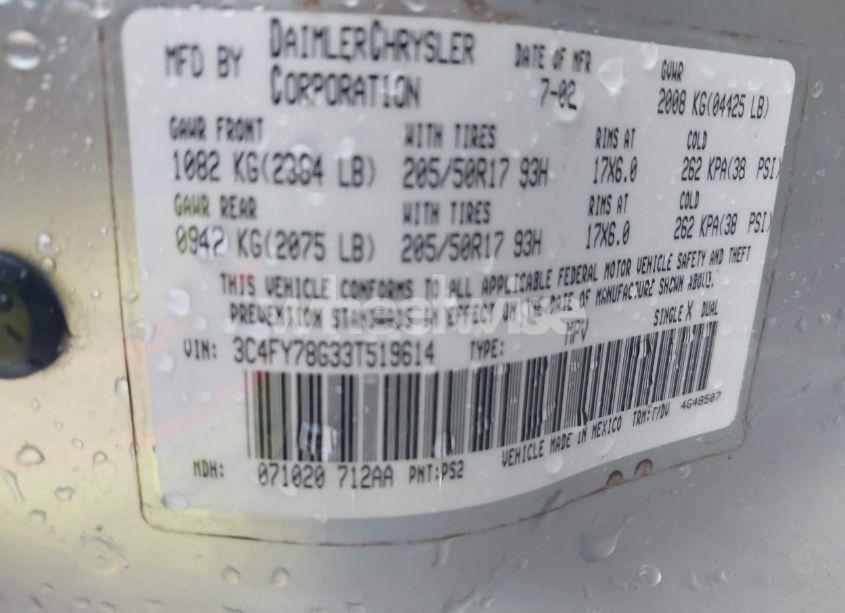 MFD BY DAIMLERCHRYSLER CORPORATION DATE OF MFR 7-02 GVWR 2008 KG(04425 LB)
GAWR FRONT WITH TIRES RIMS AT COLD
1082 KG(2384 LB) 205/50R17 93H 17X6.0 262 KPA(38 PSI)
GAWR REAR WITH TIRES RIMS AT COLD
0942 KG(2075 LB) 205/50R17 93H 17X6.0 262 KPA(38 PSI)
THIS VEHICLE CONFORMS TO ALL APPLICABLE FEDERAL MOTOR VEHICLE SAFETY AND THEFT
PREVENTION STANDARDS IN EFFECT ON THE DATE OF MANUFACTURE SHOWN ABOVE.
wheelwise
VIN: 3C4FY78G33T519614 TYPE: MPV SINGLE X DUAL
VEHICLE MADE IN MEXICO 4648507
MDH: 071020 712AA PNT:PS2